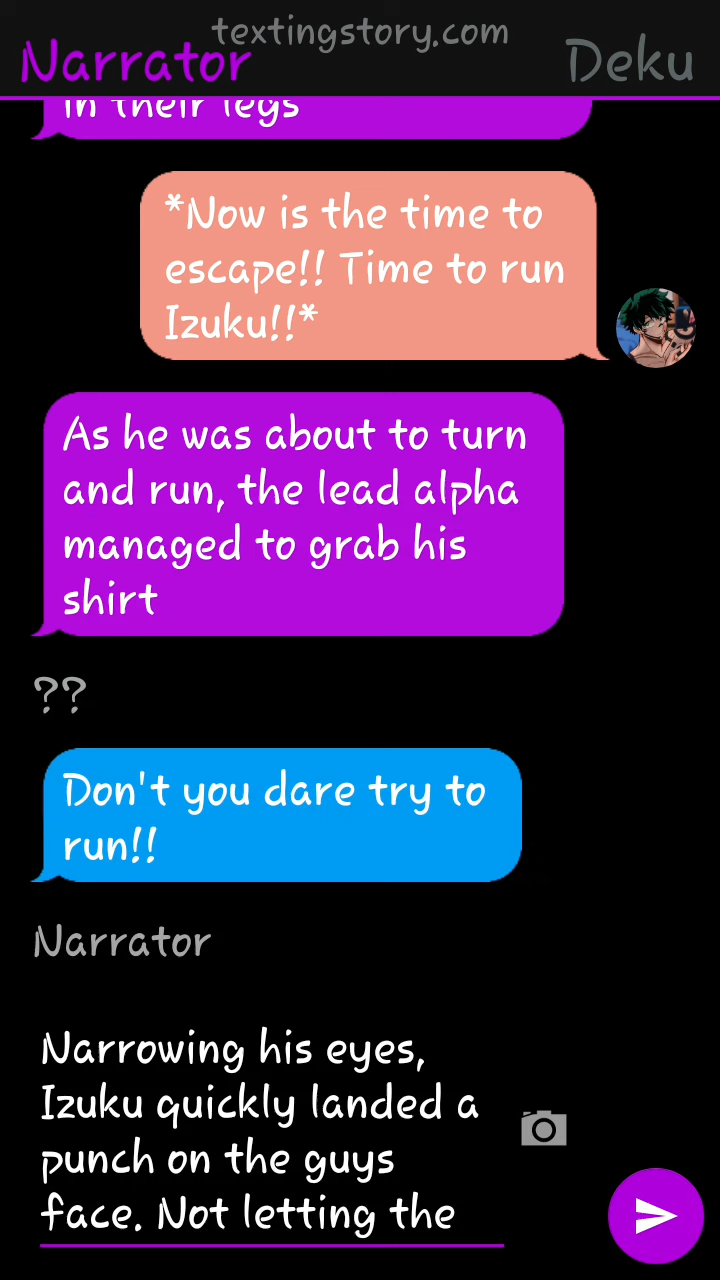 textingstory.com
Narrator
Deku
in their legs
*Now is the time to
escape!! Time to run
Izuku!!*
As he was about to turn
and run, the lead alpha
managed to grab his
shirt
??
Don't you dare try to
run!!
Narrator
Narrowing his eyes,
Izuku quickly landed a
punch on the guys
face. Not letting the